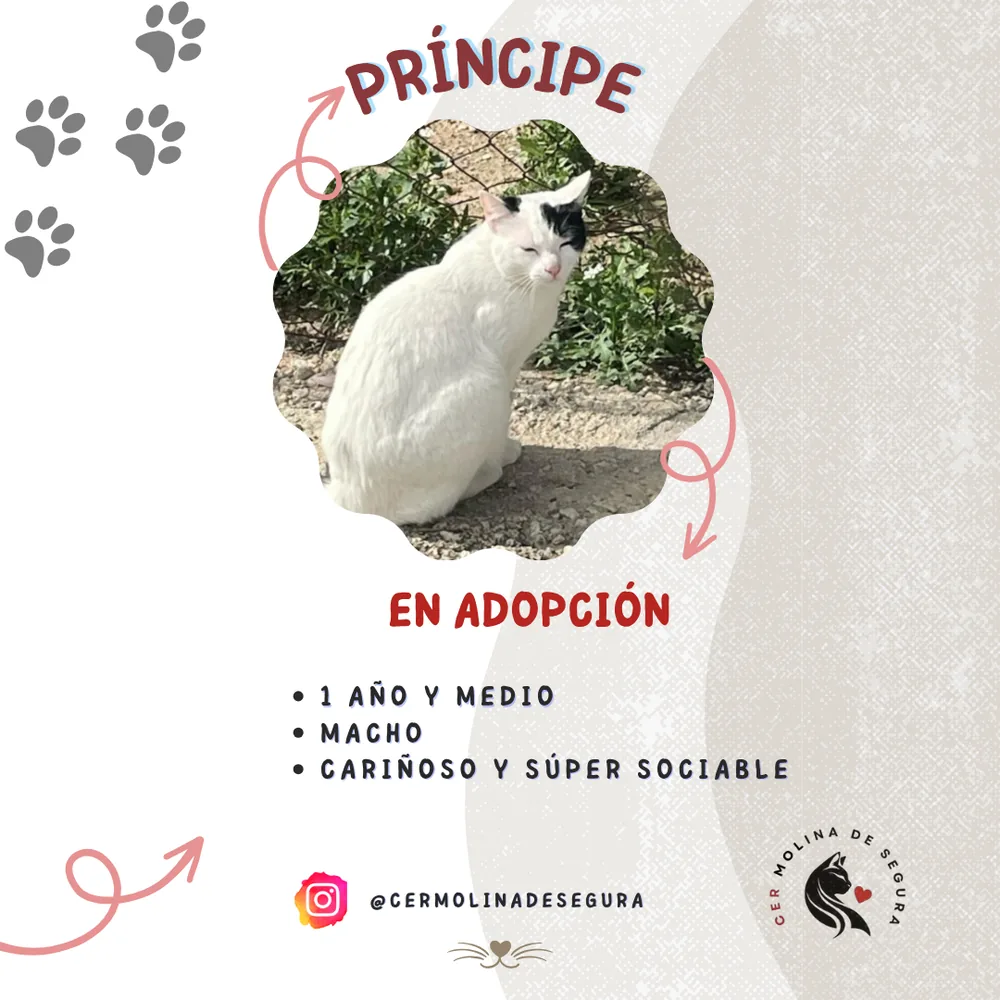 PRÍNCIPE
EN ADOPCIÓN
• 1 AÑO Y MEDIO
• MACHO
• CARIÑOSO Y SÚPER SOCIABLE
@CERMOLINADESEGURA
CER MOLINA DE SEGURA